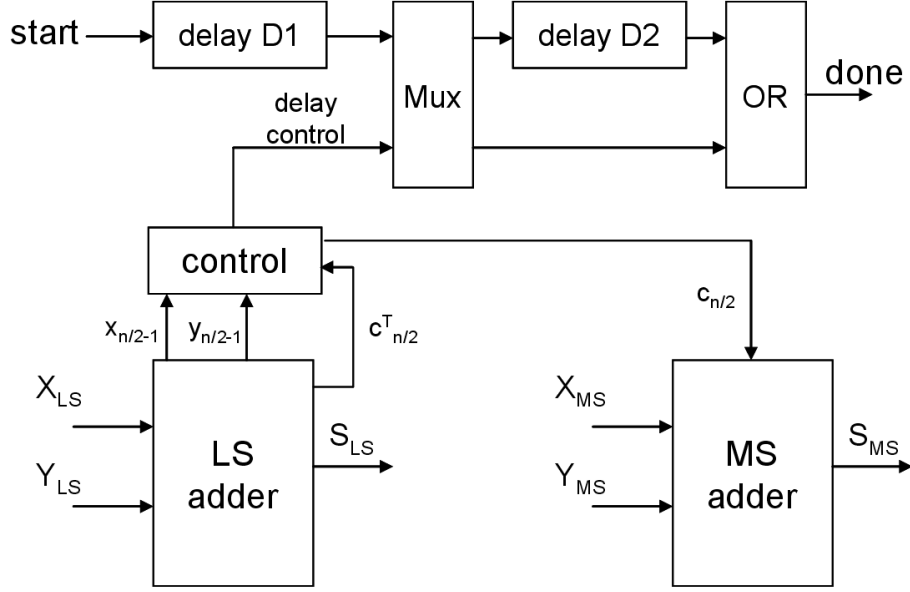 start
delay D1
delay D2
Mux
OR
done
delay
control
control
x_{n/2-1}
y_{n/2-1}
c^T_{n/2}
c_{n/2}
X_{LS}
Y_{LS}
LS
adder
S_{LS}
X_{MS}
Y_{MS}
MS
adder
S_{MS}